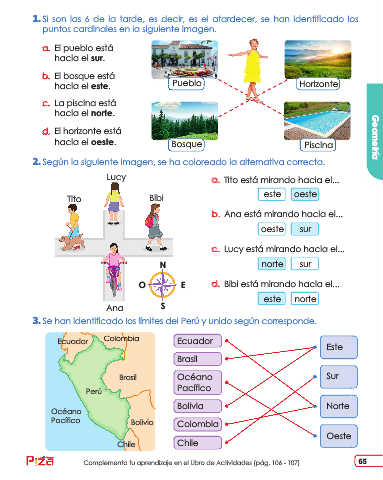 1. Si son las 6 de la tarde, es decir, es el atardecer, se han identificado los
puntos cardinales en la siguiente imagen.
a. El pueblo está
hacia el sur.
b. El bosque está
hacia el este.
c. La piscina está
hacia el norte.
d. El horizonte está
hacia el oeste.
Pueblo
Horizonte
Bosque
Piscina
Geometría
2. Según la siguiente imagen, se ha coloreado la alternativa correcta.
Lucy
Tito
Bibi
Ana
N
O
E
S
a. Tito está mirando hacia el...
este oeste
b. Ana está mirando hacia el...
oeste sur
c. Lucy está mirando hacia el...
norte sur
d. Bibi está mirando hacia el...
este norte
3. Se han identificado los límites del Perú y unido según corresponde.
Ecuador
Colombia
Brasil
Perú
Océano
Pacífico
Bolivia
Chile
Ecuador
Brasil
Océano
Pacífico
Bolivia
Colombia
Chile
Este
Sur
Norte
Oeste
Complementa tu aprendizaje en el Libro de Actividades (pág. 106 - 107)
65